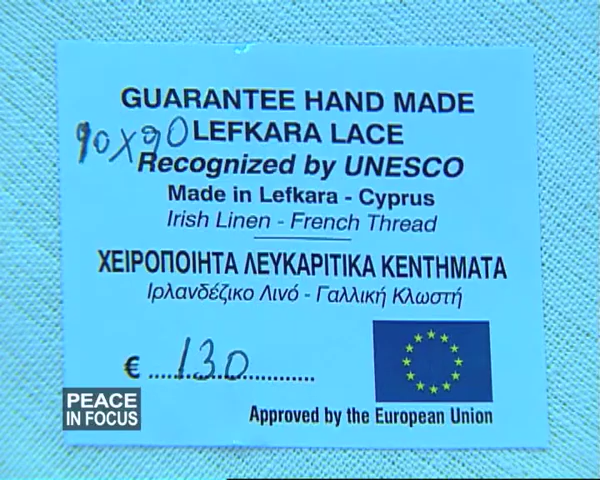 GUARANTEE HAND MADE
90X90 LEFKARA LACE
Recognized by UNESCO
Made in Lefkara - Cyprus
Irish Linen - French Thread
ΧΕΙΡΟΠΟΙΗΤΑ ΛΕΥΚΑΡΙΤΙΚΑ ΚΕΝΤΗΜΑΤΑ
Ιρλανδέζικο Λινό - Γαλλική Κλωστή
€ ....130..............
PEACE
IN FOCUS
Approved by the European Union